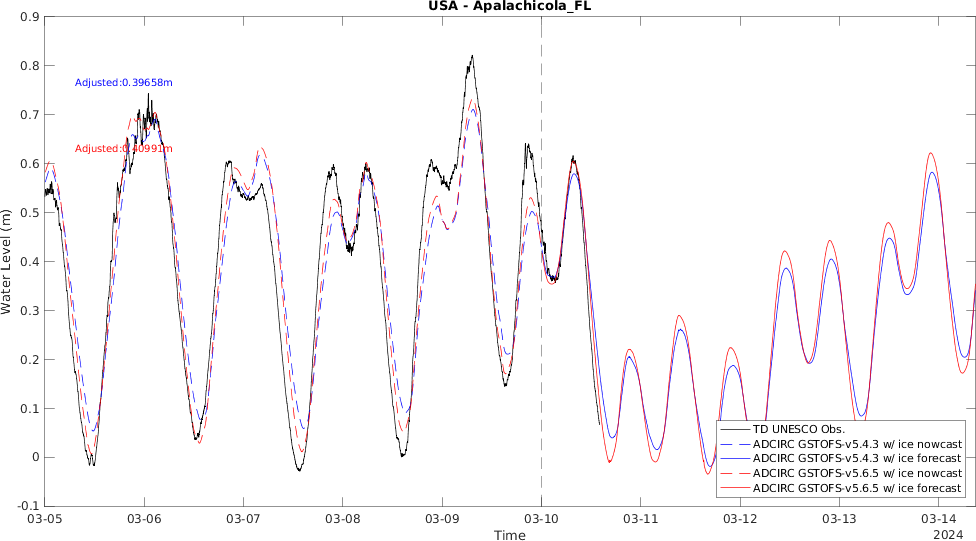 USA - Apalachicola_FL
0.9
0.8
Adjusted:0.39658m
0.7
Adjusted:0.40991m
0.6
0.5
Water Level (m)
0.4
0.3
0.2
0.1
0
-0.1
TD UNESCO Obs.
ADCIRC GSTOFS-v5.4.3 w/ ice nowcast
ADCIRC GSTOFS-v5.4.3 w/ ice forecast
ADCIRC GSTOFS-v5.6.5 w/ ice nowcast
ADCIRC GSTOFS-v5.6.5 w/ ice forecast
03-05 03-06 03-07 03-08 03-09 03-10 03-11 03-12 03-13 03-14
Time
2024